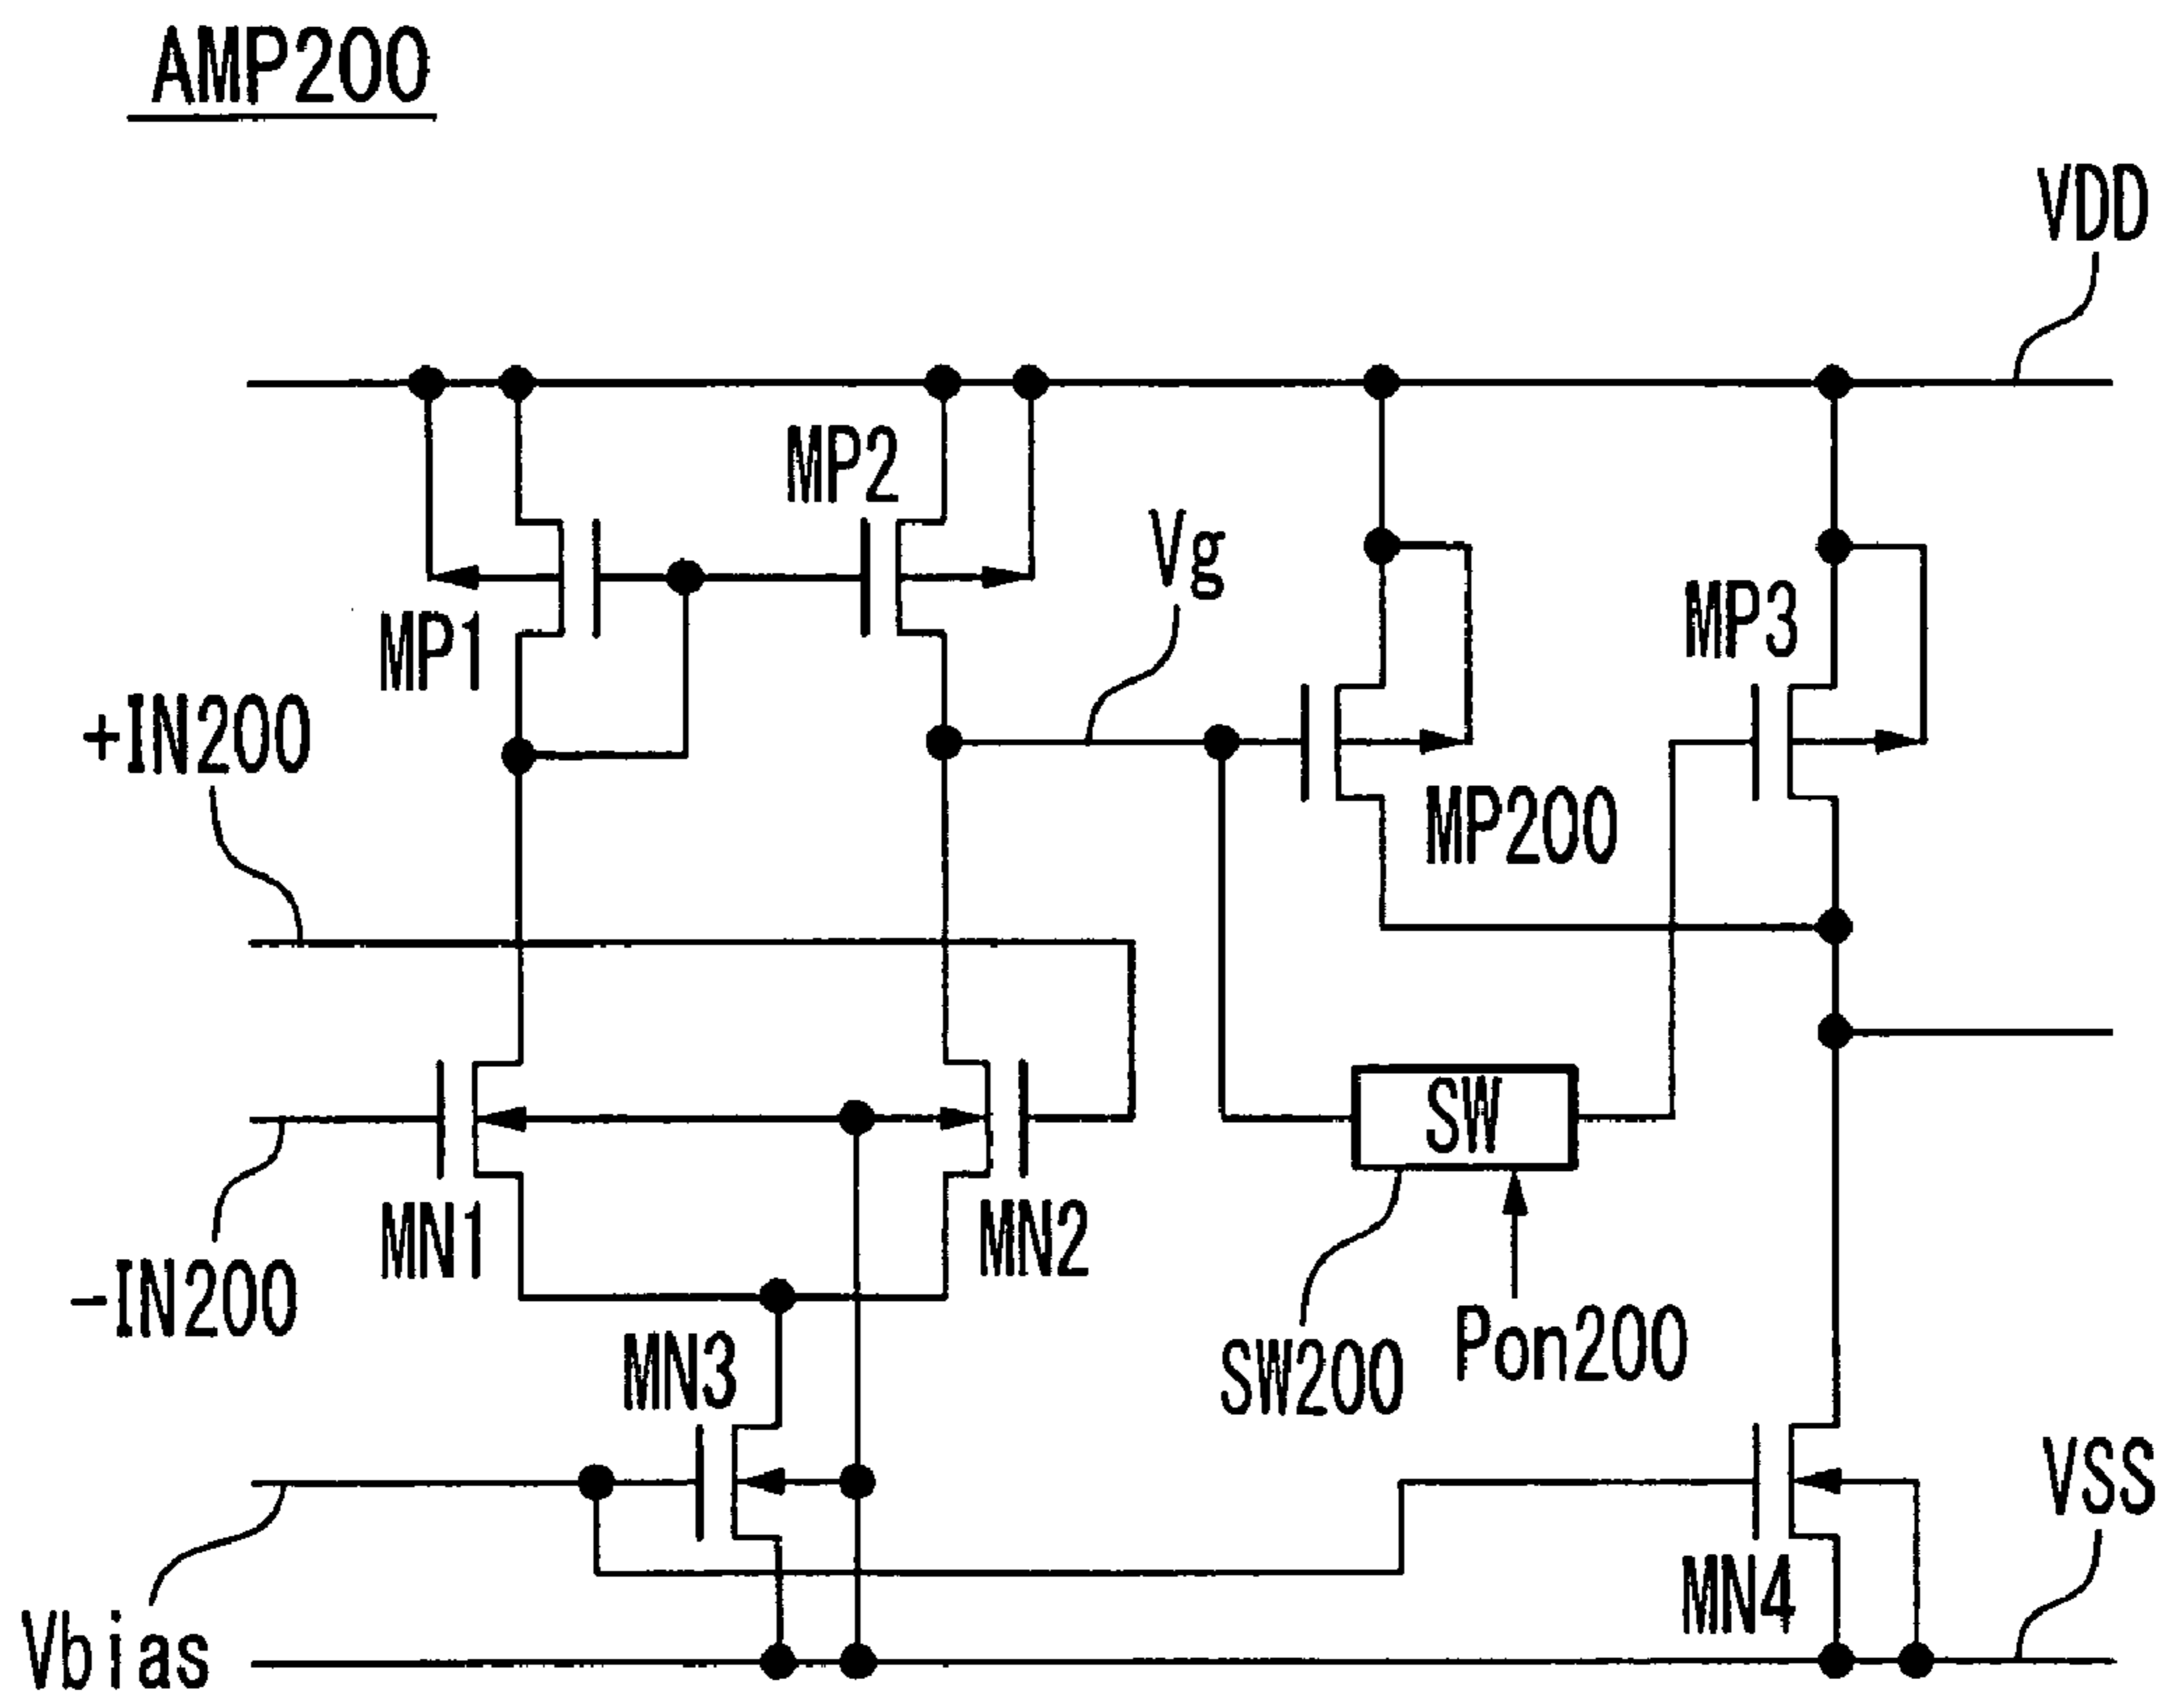 AMP200
VDD
MP2
Vg
MP1
MP3
+IN200
MP200
SW
MN1
MN2
-IN200
Pon200
MN3
SW200
VSS
MN4
Vbias